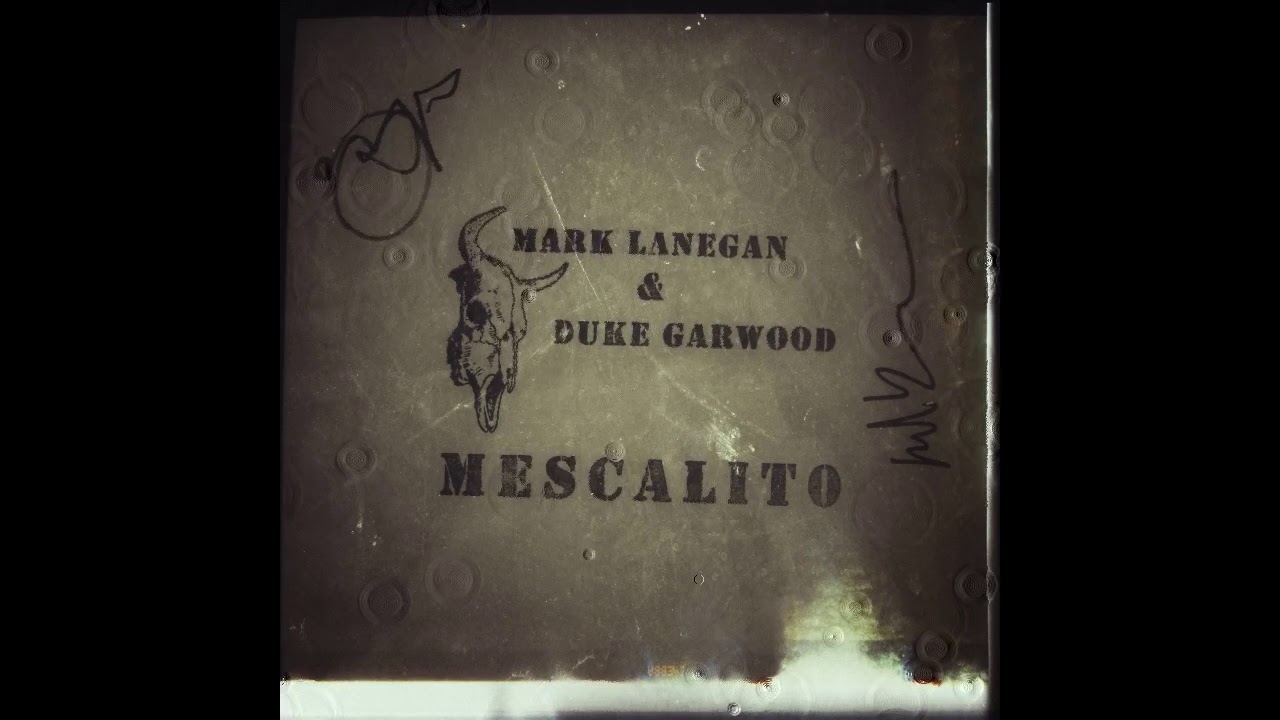 MARK LANEGAN
&
DUKE GARWOOD
MESCALITO